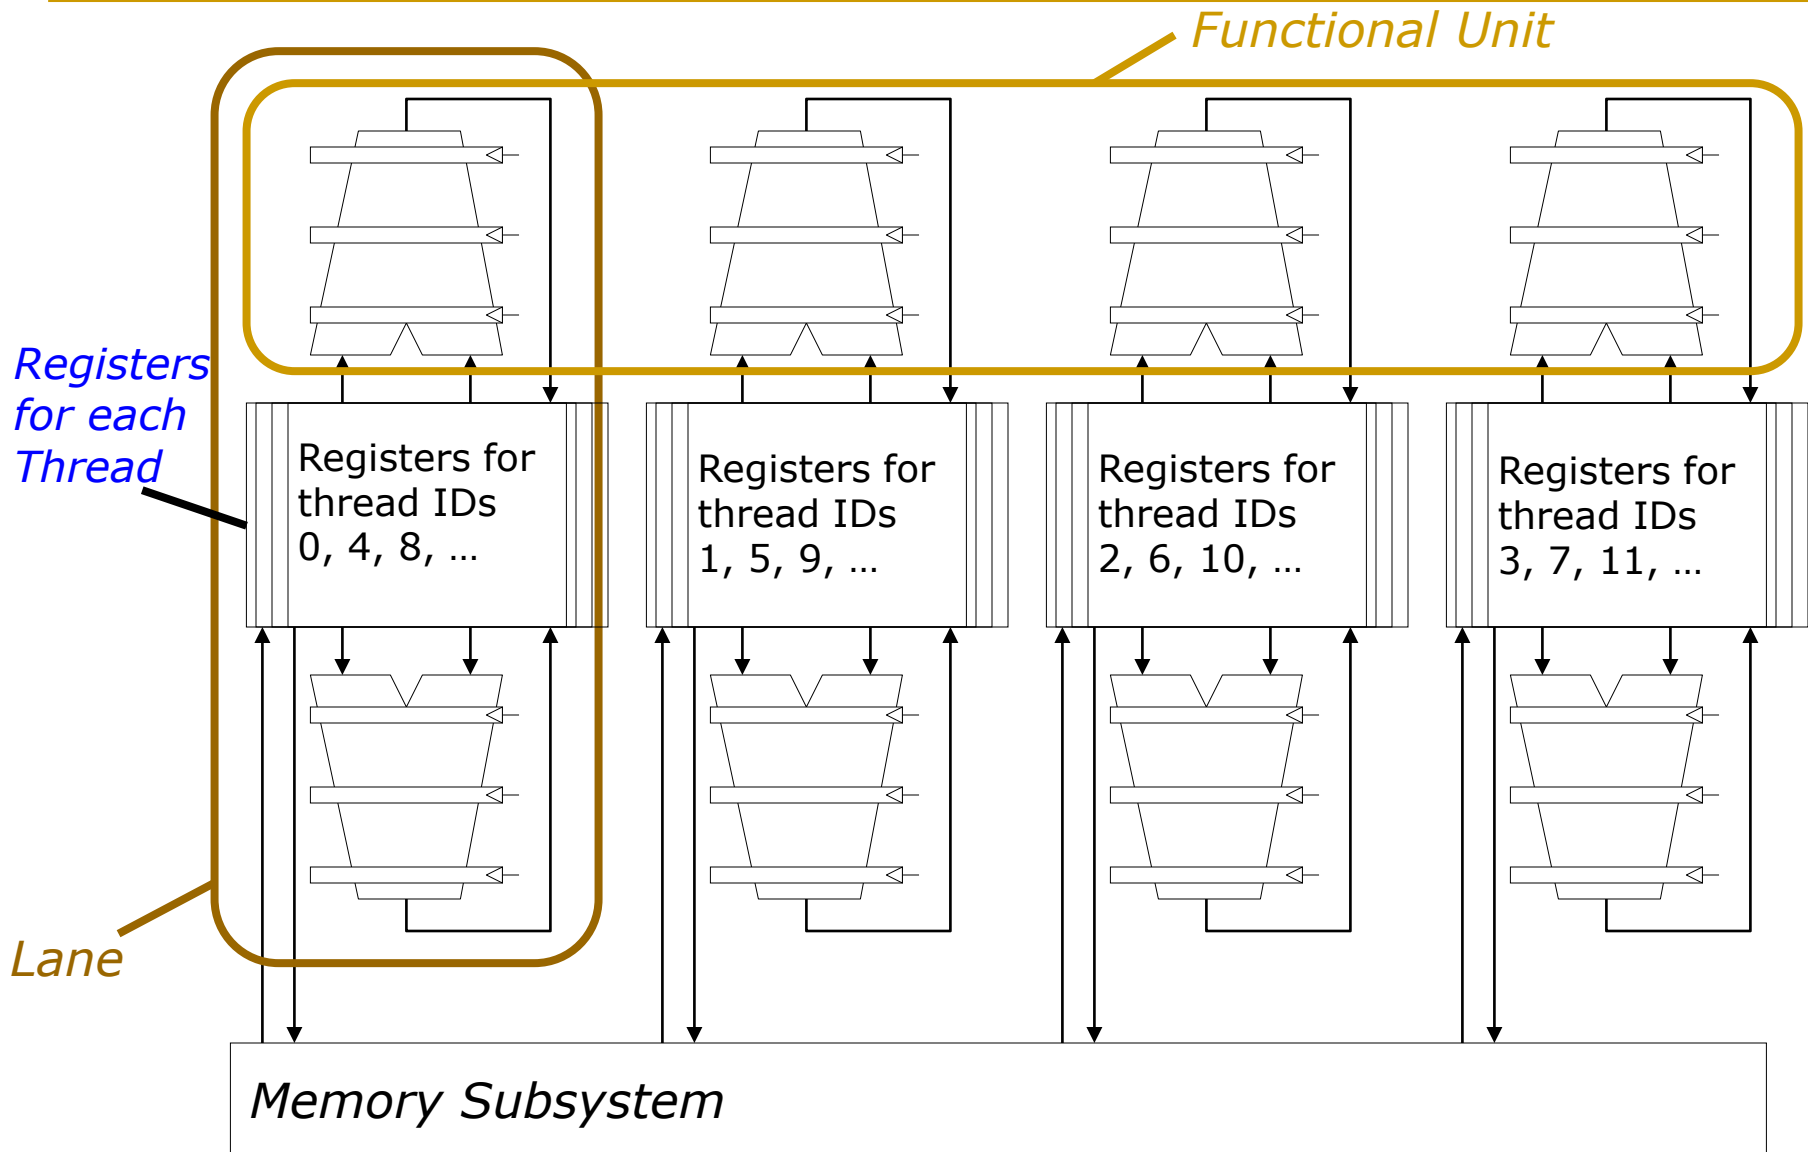 Functional Unit
Registers
for each
Thread
Registers for
thread IDs
0, 4, 8, …
Registers for
thread IDs
1, 5, 9, …
Registers for
thread IDs
2, 6, 10, …
Registers for
thread IDs
3, 7, 11, …
Lane
Memory Subsystem